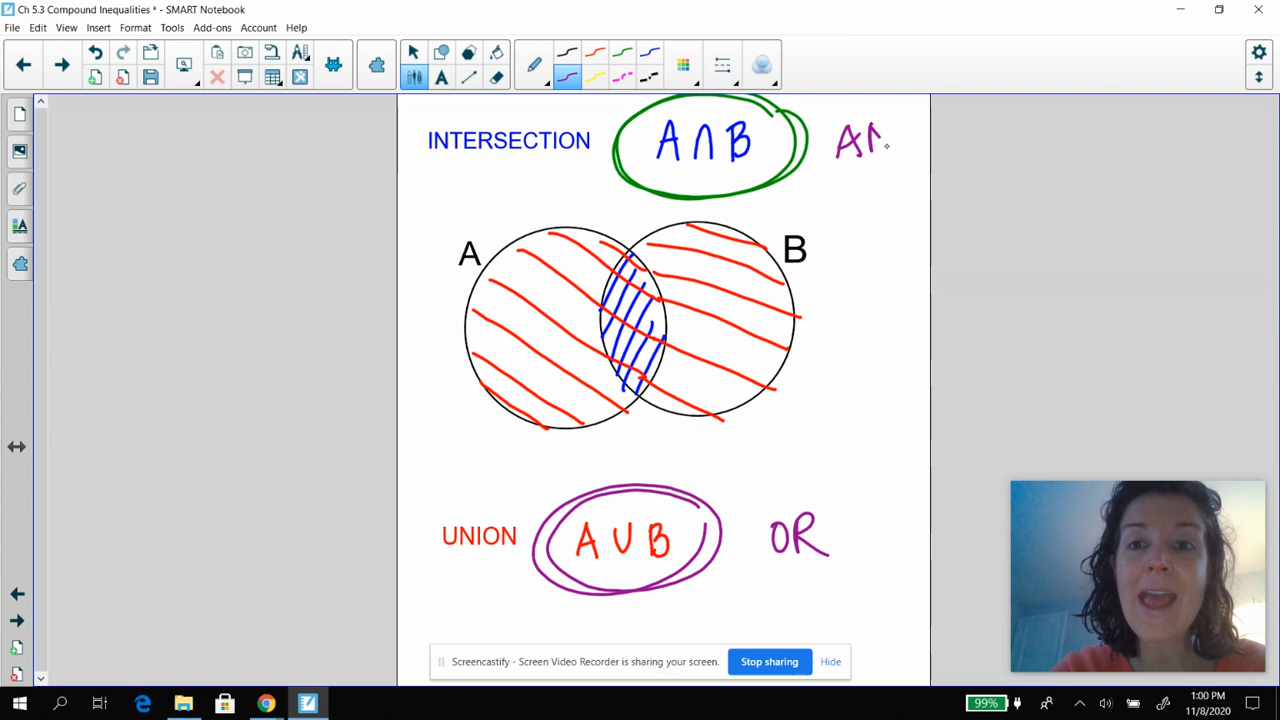 Ch 5.3 Compound Inequalities * - SMART Notebook
File Edit View Insert Format Tools Add-ons Account Help
INTERSECTION A ∩ B AN
A B
UNION A ∪ B OR
Screencastify - Screen Video Recorder is sharing your screen. Stop sharing Hide
99% 1:00 PM
11/8/2020